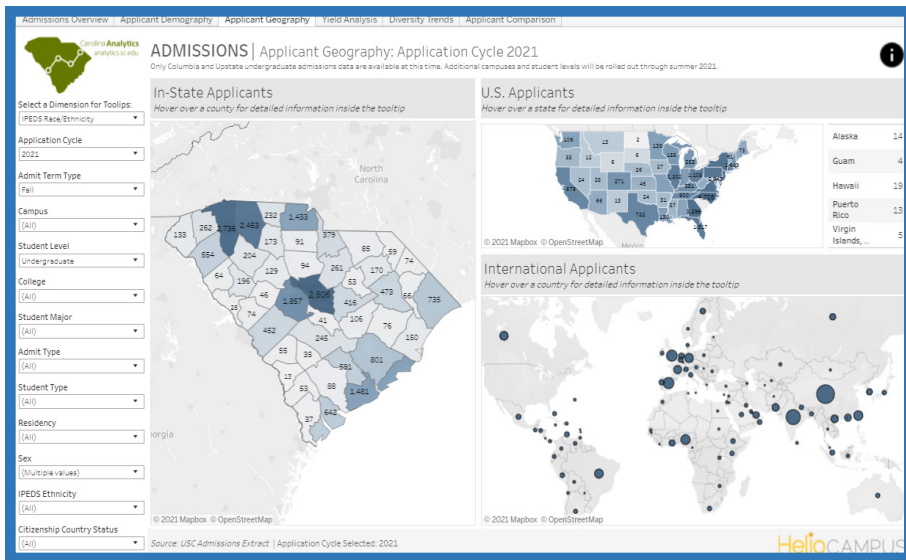 Admissions Overview
Applicant Demography
Applicant Geography
Yield Analysis
Diversity Trends
Applicant Comparison
Carolina Analytics
analytics.sc.edu
ADMISSIONS | Applicant Geography: Application Cycle 2021
Only Columbia and Upstate undergraduate admissions data are available at this time. Additional campuses and student levels will be rolled out through summer 2021.
i
Select a Dimension for Toolips:
IPEDS Race/Ethnicity
Application Cycle
2021
Admit Term Type
Fall
Campus
(All)
Student Level
Undergraduate
College
(All)
Student Major
(All)
Admit Type
(All)
Student Type
(All)
Residency
(All)
Sex
(Multiple values)
IPEDS Ethnicity
(All)
Citizenship Country Status
(All)
In-State Applicants
Hover over a county for detailed information inside the tooltip
North
Carolina
232
1,433
133
262
2,736
2,463
379
554
204
173
91
85
59
74
64
196
129
94
261
170
53
28
74
46
1,857
2,806
416
473
66
735
452
41
106
76
245
150
55
35
591
801
13
53
88
1,481
37
642
orgia
© 2021 Mapbox © OpenStreetMap
U.S. Applicants
Hover over a state for detailed information inside the tooltip
Mexico
© 2021 Mapbox © OpenStreetMap
Alaska 14
Guam 4
Hawaii 19
Puerto
Rico 13
Virgin
Islands, .. 5
International Applicants
Hover over a country for detailed information inside the tooltip
© 2021 Mapbox © OpenStreetMap
Source: USC Admissions Extract | Application Cycle Selected: 2021
HelioCAMPUS